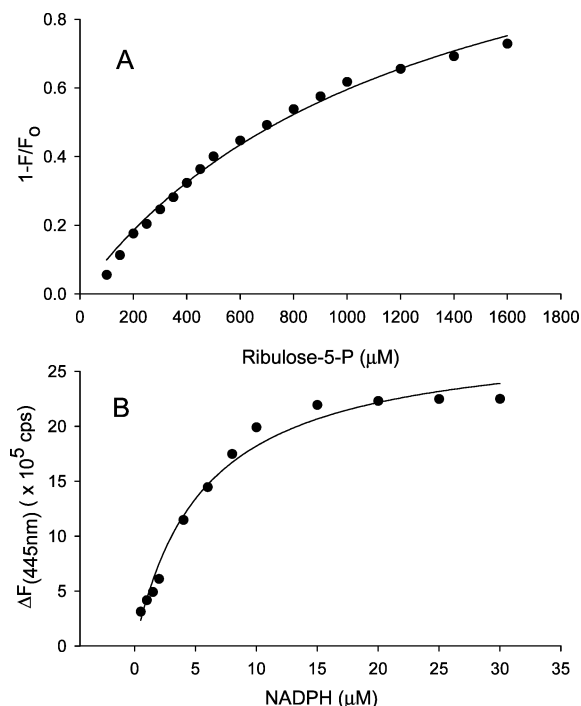 A
1-F/Fo
0.8
0.6
0.4
0.2
0.0
0 200 400 600 800 1000 1200 1400 1600 1800
Ribulose-5-P (μM)
B
ΔF(445nm) ( x 10⁵ cps)
25
20
15
10
5
0
0 5 10 15 20 25 30 35
NADPH (μM)